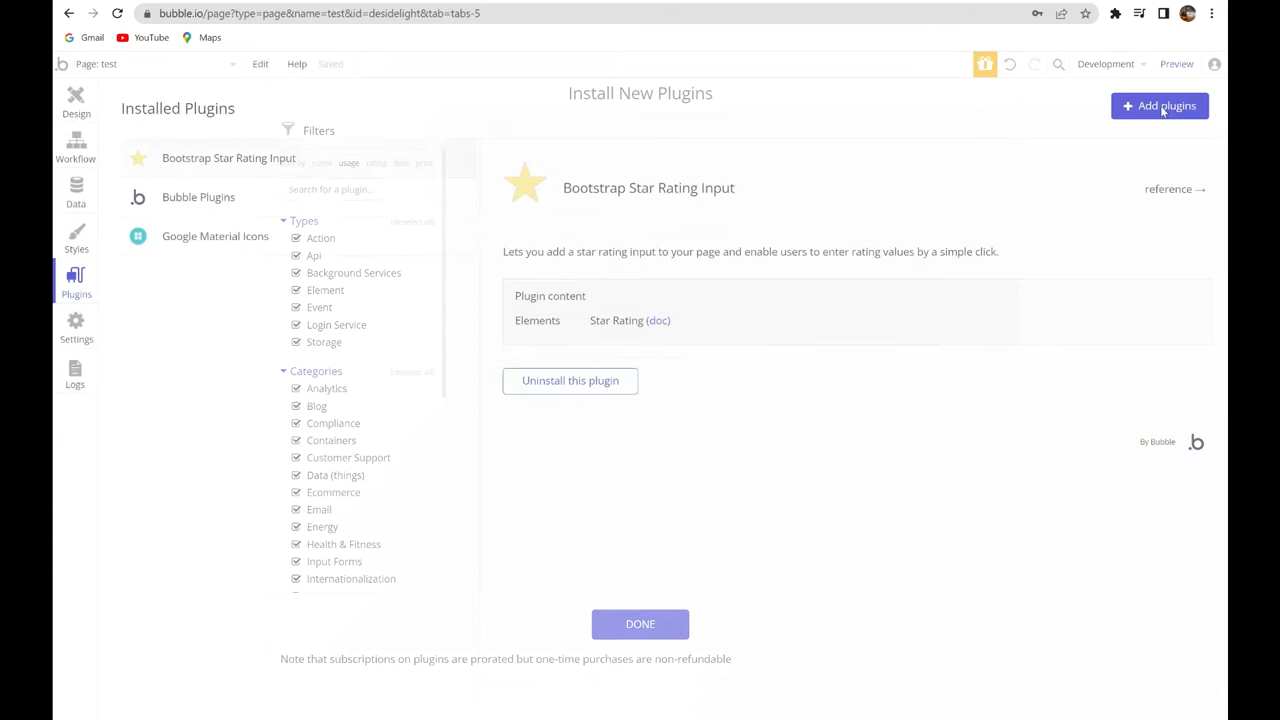 bubble.io/page?type=page&name=test&id=desidelight&tab=tabs-5
Gmail YouTube Maps
Page: test Edit Help Saved Development Preview
Design
Workflow
Data
Styles
Plugins
Settings
Logs
Installed Plugins
Bootstrap Star Rating Input
Bubble Plugins
Google Material Icons
Install New Plugins
+ Add plugins
Filters
name usage rating date price
Search for a plugin...
Types (deselect all)
Action
Api
Background Services
Element
Event
Login Service
Storage
Categories (deselect all)
Analytics
Blog
Compliance
Containers
Customer Support
Data (things)
Ecommerce
Email
Energy
Health & Fitness
Input Forms
Internationalization
Bootstrap Star Rating Input
reference →
Lets you add a star rating input to your page and enable users to enter rating values by a simple click.
Plugin content
Elements Star Rating (doc)
Uninstall this plugin
By Bubble
DONE
Note that subscriptions on plugins are prorated but one-time purchases are non-refundable